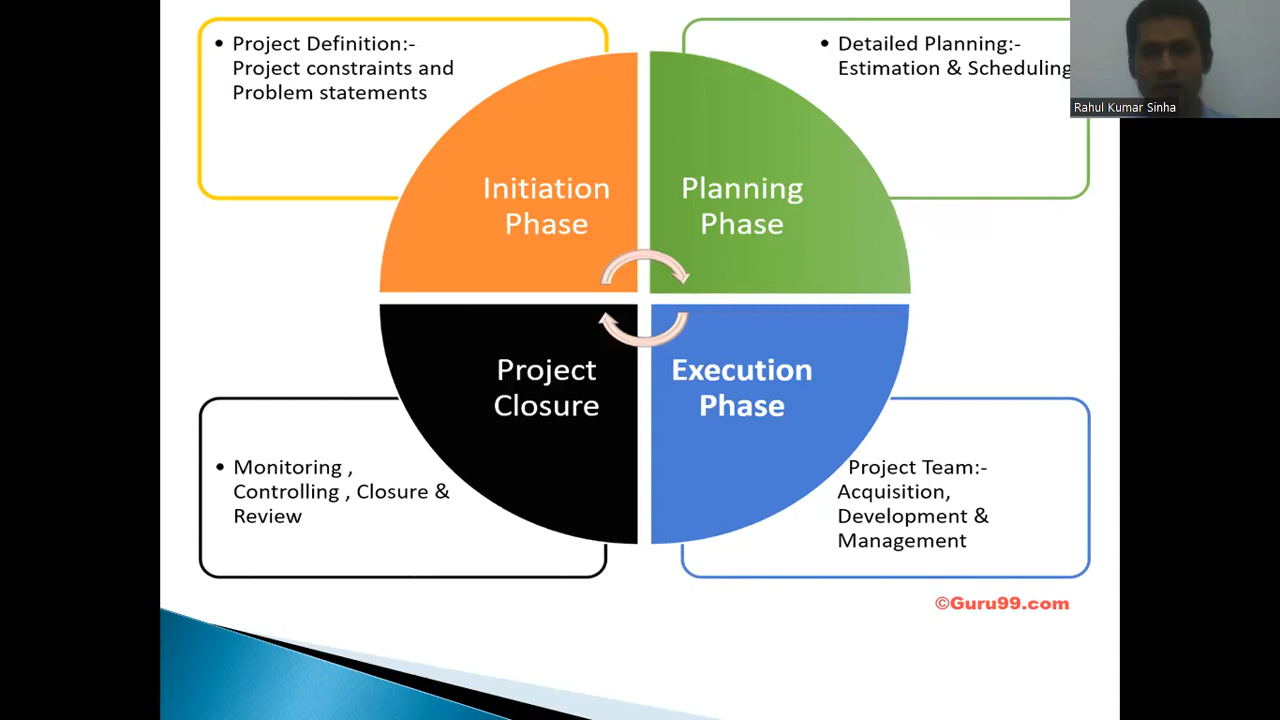 • Project Definition:-
Project constraints and
Problem statements
• Detailed Planning:-
Estimation & Scheduling
Rahul Kumar Sinha
Initiation
Phase
Planning
Phase
Project
Closure
Execution
Phase
• Monitoring ,
Controlling , Closure &
Review
Project Team:-
Acquisition,
Development &
Management
©Guru99.com